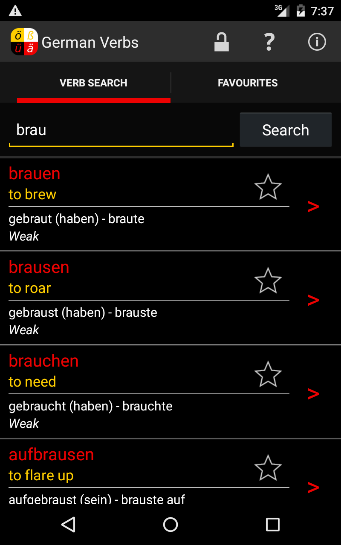 3G 7:37
ö ß
ü ä
German Verbs
VERB SEARCH FAVOURITES
brau Search
brauen
to brew
gebraut (haben) - braute
Weak
>
brausen
to roar
gebraust (haben) - brauste
Weak
>
brauchen
to need
gebraucht (haben) - brauchte
Weak
>
aufbrausen
to flare up
aufgebraust (sein) - brauste auf
>